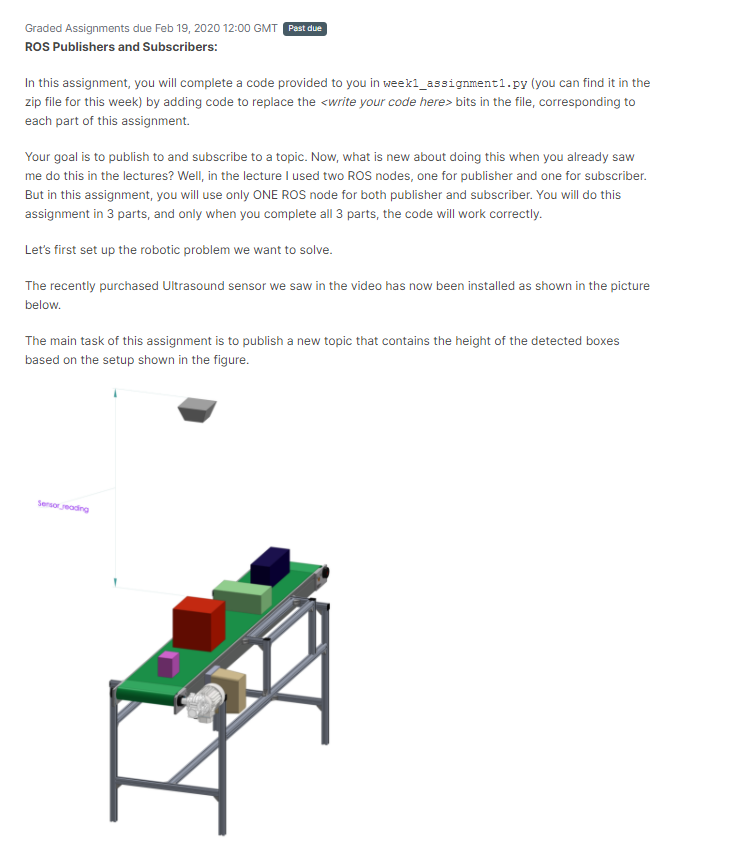 Graded Assignments due Feb 19, 2020 12:00 GMT Past due
ROS Publishers and Subscribers:
In this assignment, you will complete a code provided to you in week1_assignment1.py (you can find it in the
zip file for this week) by adding code to replace the <write your code here> bits in the file, corresponding to
each part of this assignment.
Your goal is to publish to and subscribe to a topic. Now, what is new about doing this when you already saw
me do this in the lectures? Well, in the lecture I used two ROS nodes, one for publisher and one for subscriber.
But in this assignment, you will use only ONE ROS node for both publisher and subscriber. You will do this
assignment in 3 parts, and only when you complete all 3 parts, the code will work correctly.
Let's first set up the robotic problem we want to solve.
The recently purchased Ultrasound sensor we saw in the video has now been installed as shown in the picture
below.
The main task of this assignment is to publish a new topic that contains the height of the detected boxes
based on the setup shown in the figure.
Sensor_reading